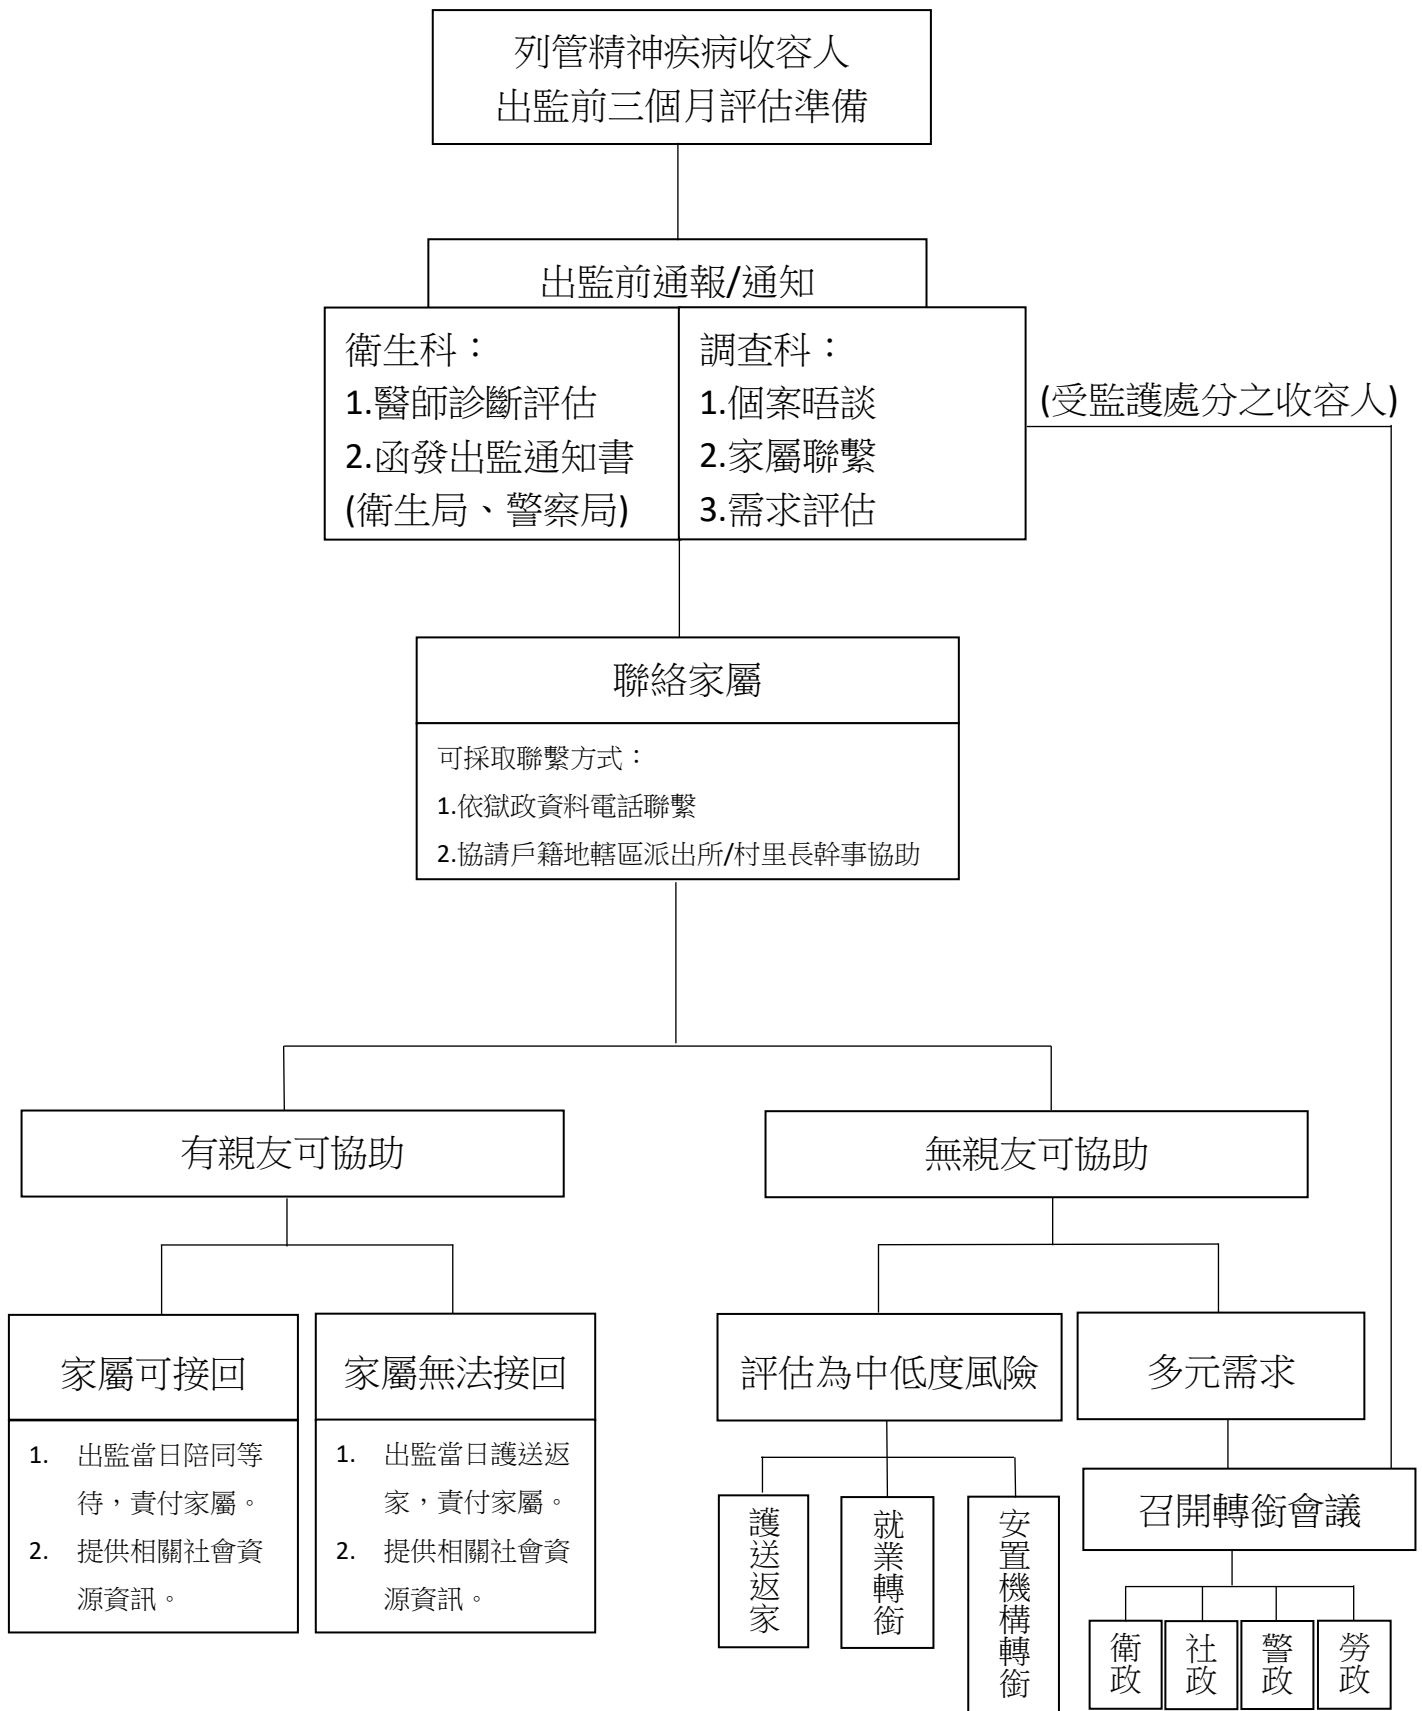 列管精神疾病收容人
出監前三個月評估準備
出監前通報/通知
衛生科：
1.醫師診斷評估
2.函發出監通知書
(衛生局、警察局)
調查科：
1.個案晤談
2.家屬聯繫
3.需求評估
(受監護處分之收容人)
聯絡家屬
可採取聯繫方式：
1.依獄政資料電話聯繫
2.協請戶籍地轄區派出所/村里長幹事協助
有親友可協助
無親友可協助
家屬可接回
1. 出監當日陪同等
待，責付家屬。
2. 提供相關社會資
源資訊。
家屬無法接回
1. 出監當日護送返
家，責付家屬。
2. 提供相關社會資
源資訊。
評估為中低度風險
護送返家
就業轉銜
安置機構轉銜
多元需求
召開轉銜會議
衛政
社政
警政
勞政